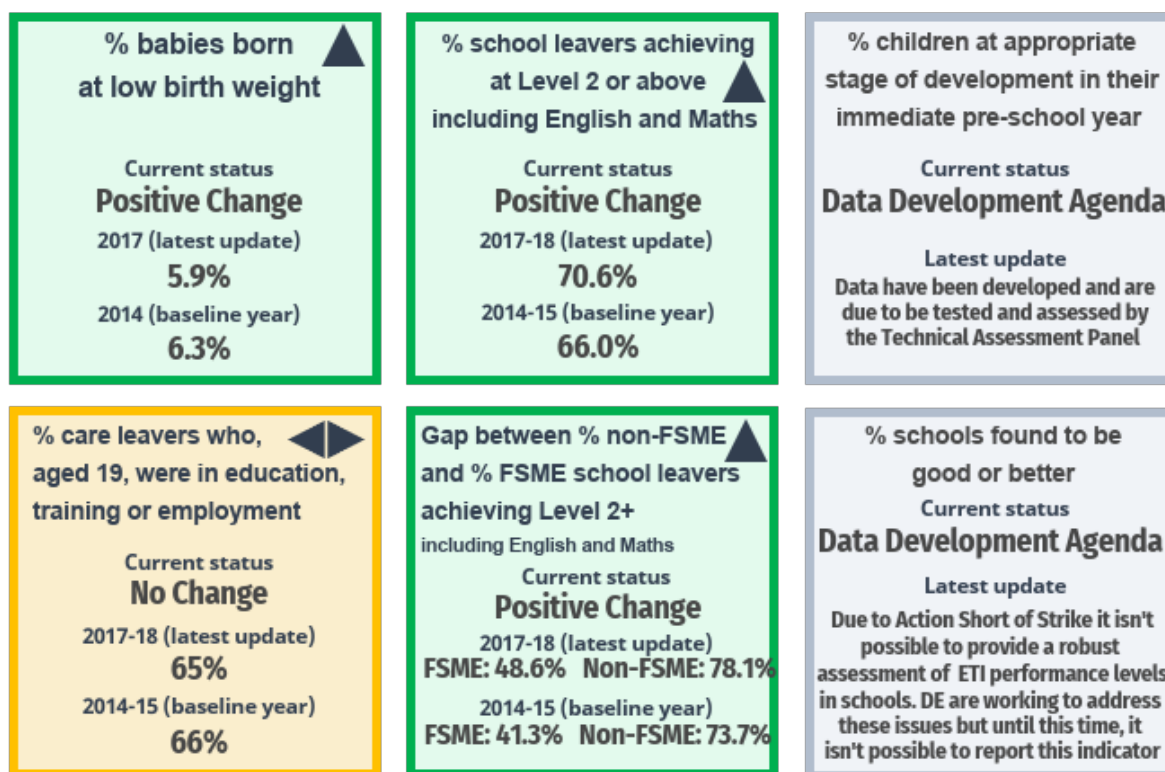 % babies born
at low birth weight
Current status
Positive Change
2017 (latest update)
5.9%
2014 (baseline year)
6.3%
% school leavers achieving
at Level 2 or above
including English and Maths
Current status
Positive Change
2017-18 (latest update)
70.6%
2014-15 (baseline year)
66.0%
% children at appropriate
stage of development in their
immediate pre-school year
Current status
Data Development Agenda
Latest update
Data have been developed and are
due to be tested and assessed by
the Technical Assessment Panel
% care leavers who,
aged 19, were in education,
training or employment
Current status
No Change
2017-18 (latest update)
65%
2014-15 (baseline year)
66%
Gap between % non-FSME
and % FSME school leavers
achieving Level 2+
including English and Maths
Current status
Positive Change
2017-18 (latest update)
FSME: 48.6% Non-FSME: 78.1%
2014-15 (baseline year)
FSME: 41.3% Non-FSME: 73.7%
% schools found to be
good or better
Current status
Data Development Agenda
Latest update
Due to Action Short of Strike it isn't
possible to provide a robust
assessment of ETI performance levels
in schools. DE are working to address
these issues but until this time, it
isn't possible to report this indicator